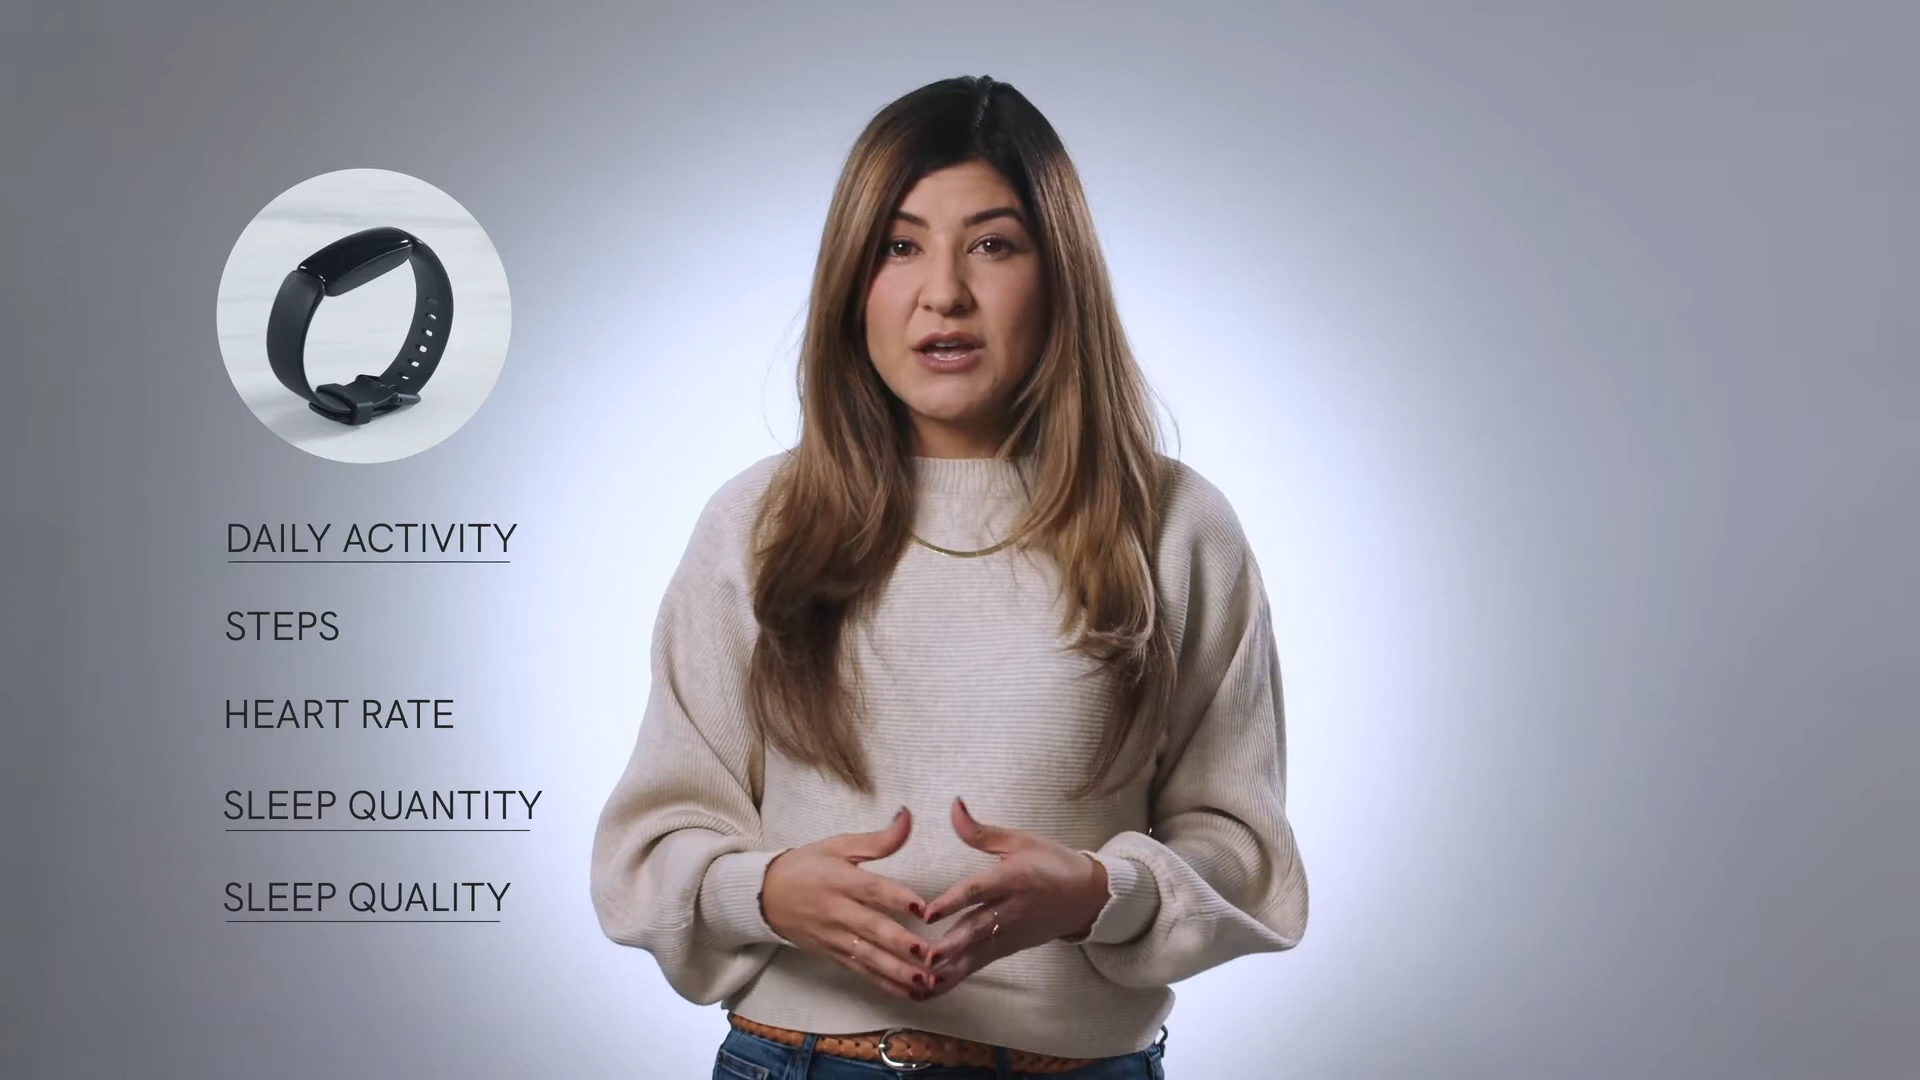 DAILY ACTIVITY
STEPS
HEART RATE
SLEEP QUANTITY
SLEEP QUALITY